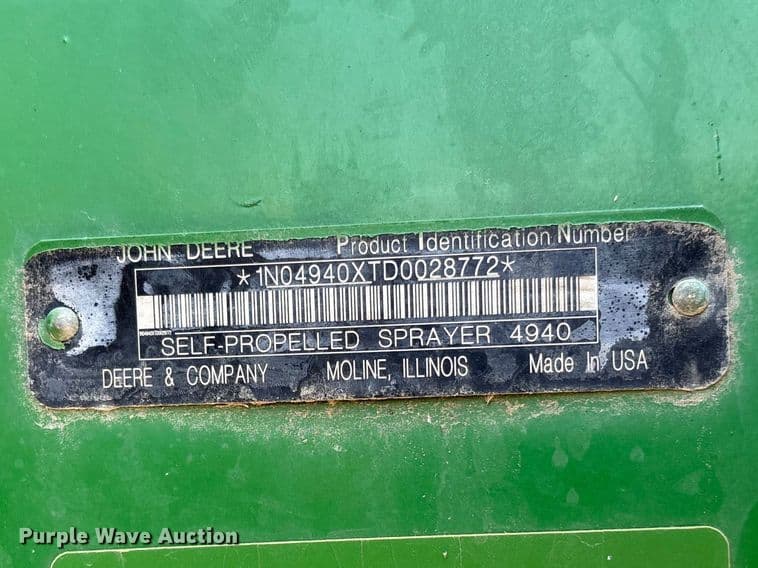 JOHN DEERE Product Identification Number
*1N04940XTD0028772*
SELF-PROPELLED SPRAYER 4940
DEERE & COMPANY MOLINE, ILLINOIS Made In USA
Purple Wave Auction